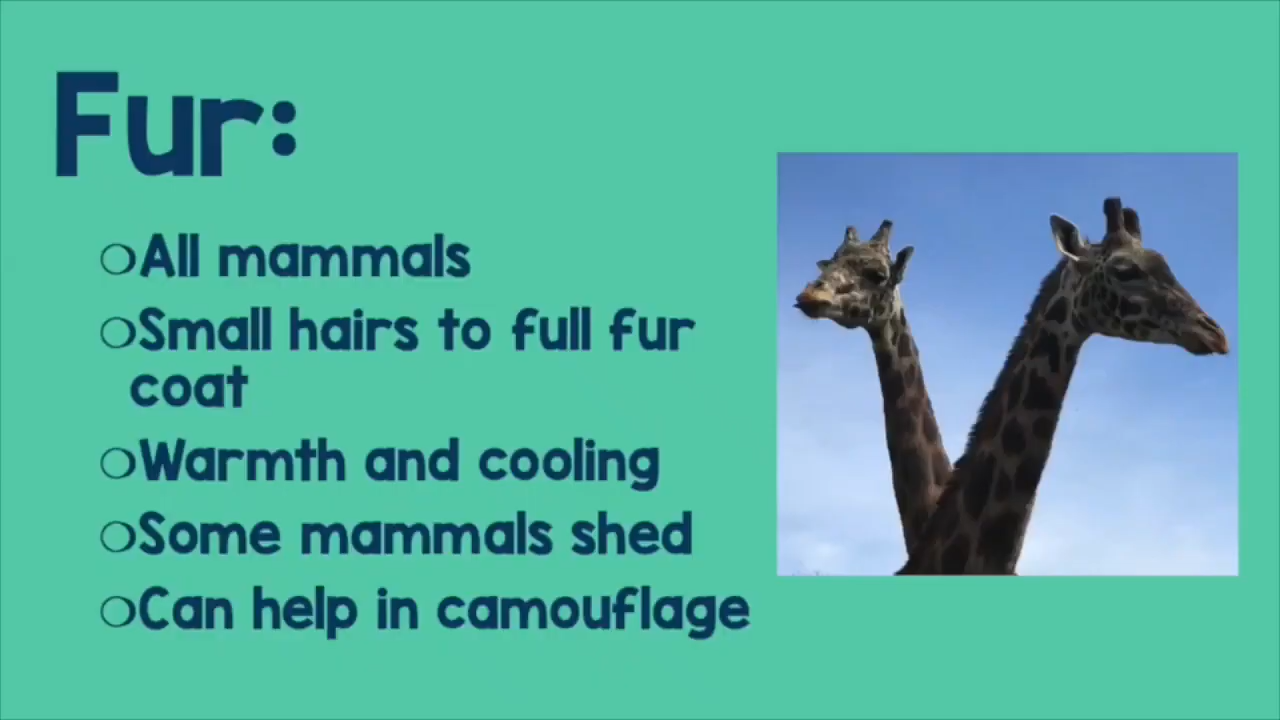 Fur:
❍All mammals
❍Small hairs to full fur
coat
❍Warmth and cooling
❍Some mammals shed
❍Can help in camouflage